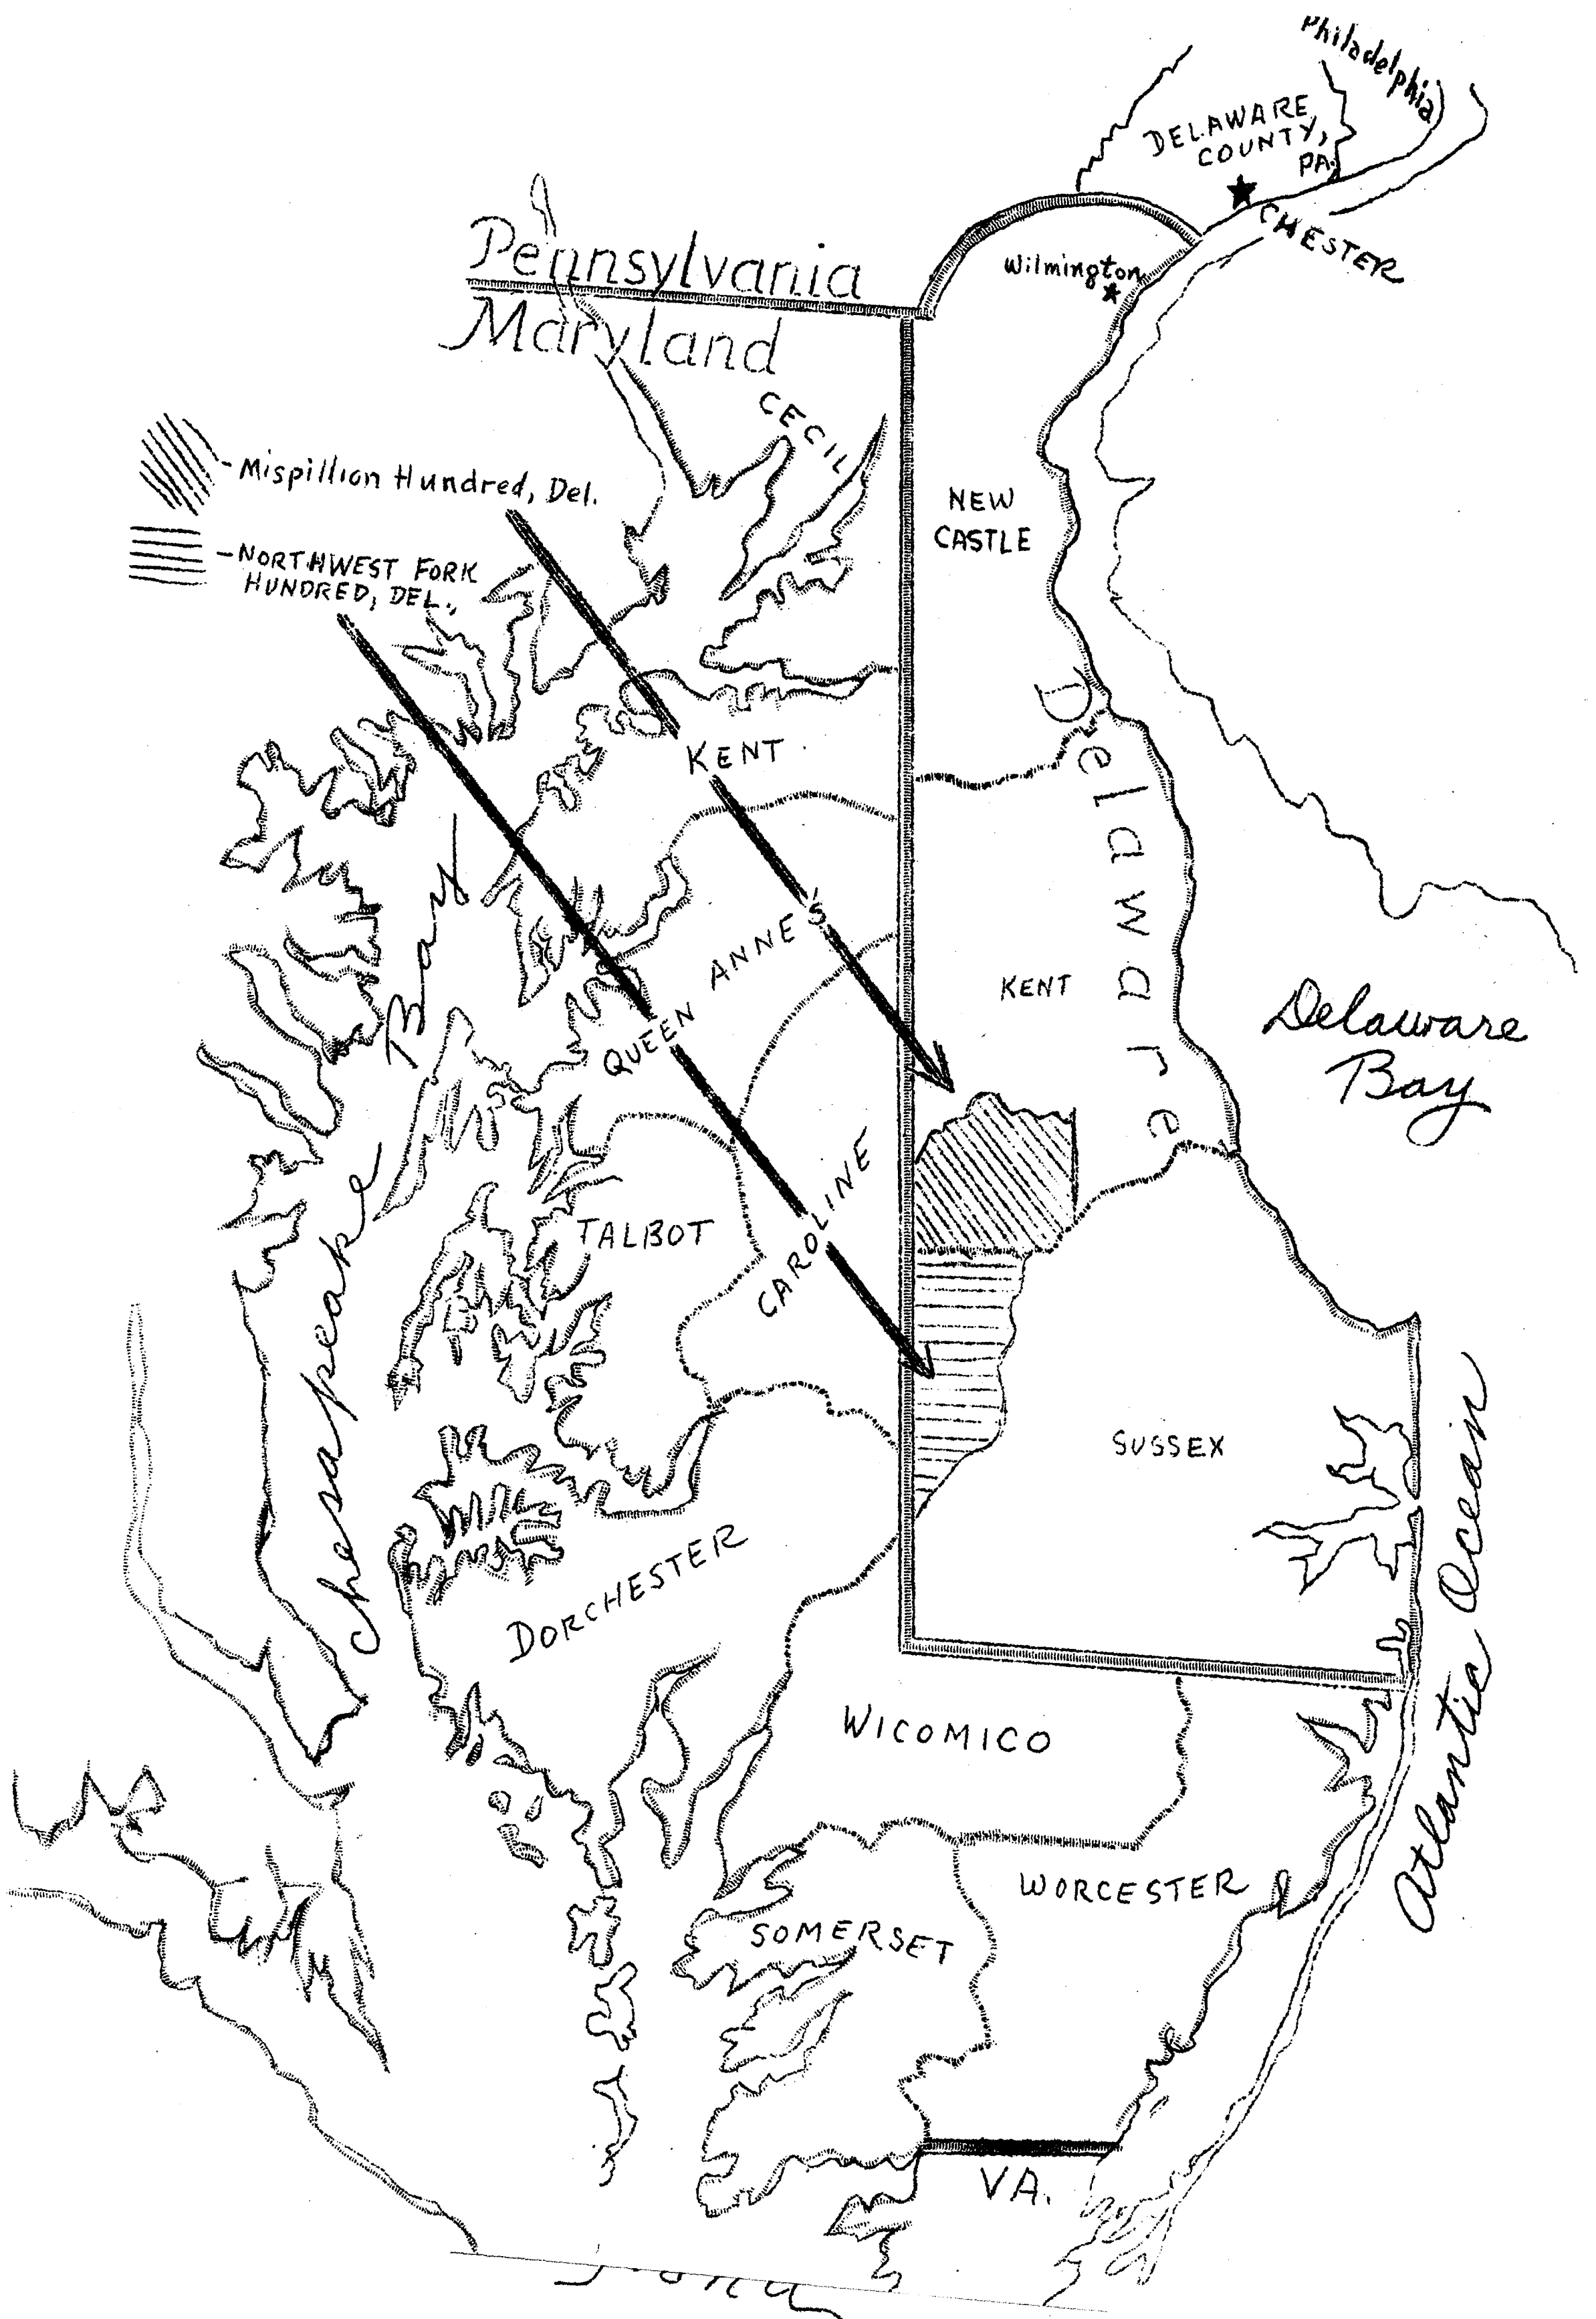 Philadelphia
DELAWARE
COUNTY,
PA.
CHESTER
Pennsylvania
Maryland
Wilmington
CECIL
Mispillion Hundred, Del.
NORTHWEST FORK
HUNDRED, DEL.
NEW
CASTLE
Delaware
KENT
QUEEN ANNE'S
KENT
Delaware
Bay
Chesapeake Bay
TALBOT
CAROLINE
SUSSEX
DORCHESTER
Atlantic Ocean
WICOMICO
WORCESTER
SOMERSET
VA.